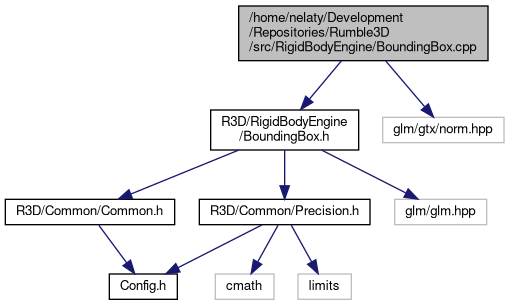 /home/nelaty/Development
/Repositories/Rumble3D
/src/RigidBodyEngine/BoundingBox.cpp
R3D/RigidBodyEngine
/BoundingBox.h
glm/gtx/norm.hpp
R3D/Common/Common.h
R3D/Common/Precision.h
glm/glm.hpp
Config.h
cmath
limits